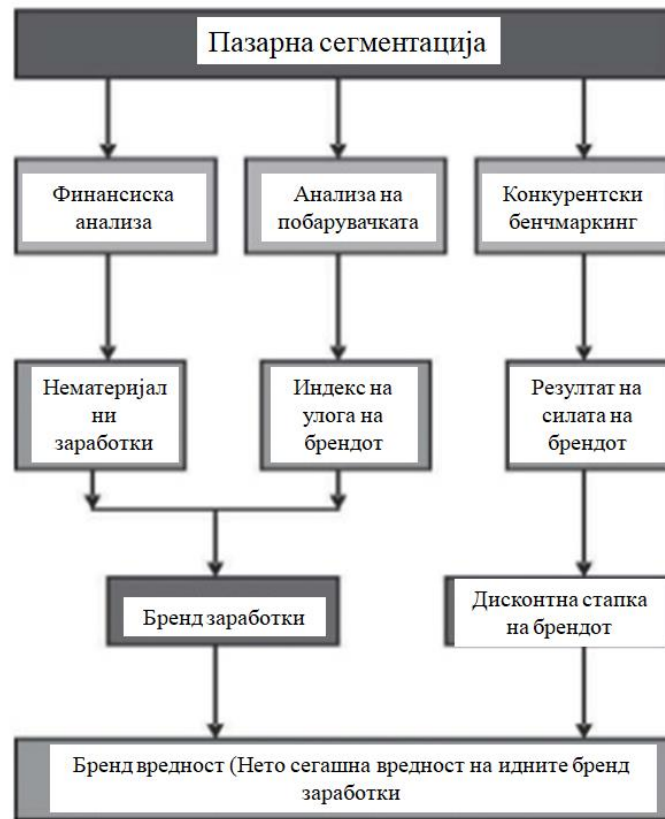 Пазарна сегментација
Финансиска
анализа
Анализа на
побарувачката
Конкурентски
бенчмаркинг
Нематеријал
ни
заработки
Индекс на
улога на
брендот
Резултат на
силата на
брендот
Бренд заработки
Дисконтна стапка
на брендот
Бренд вредност (Нето сегашна вредност на идните бренд
заработки